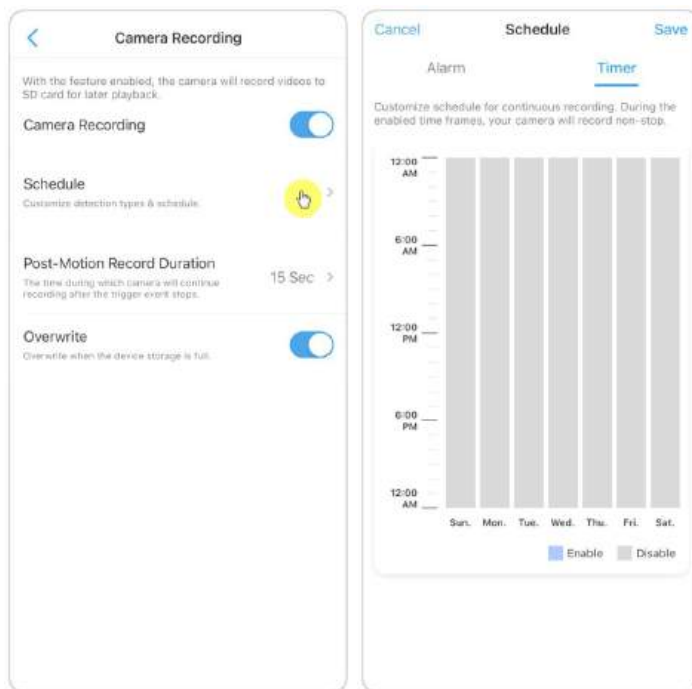 Camera Recording
With the feature enabled, the camera will record videos to
SD card for later playback.
Camera Recording
Schedule
Customize detection types & schedule.
Post-Motion Record Duration
15 Sec
The time during which camera will continue
recording after the trigger event stops.
Overwrite
Overwrite when the device storage is full.
Cancel
Schedule
Save
Alarm
Timer
Customize schedule for continuous recording. During the
enabled time frames, your camera will record non-stop.
12:00
AM
6:00
AM
12:00
PM
6:00
PM
12:00
AM
Sun. Mon. Tue. Wed. Thu. Fri. Sat.
Enable Disable